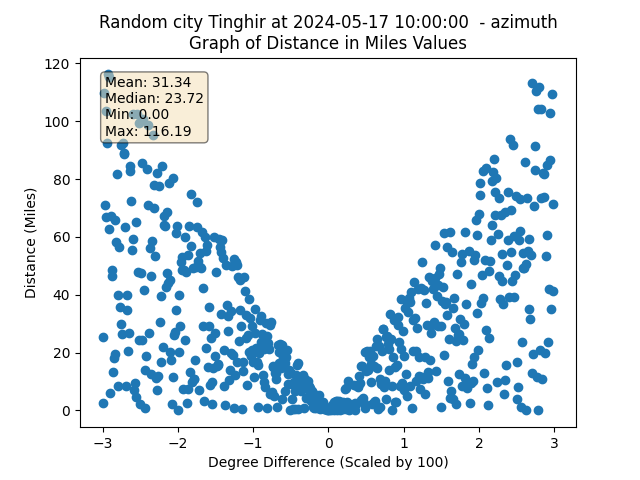 Random city Tinghir at 2024-05-17 10:00:00  - azimuth
Graph of Distance in Miles Values
120
100
80
60
40
20
0
Distance (Miles)
Mean: 31.34
Median: 23.72
Min: 0.00
Max: 116.19
−3 −2 −1 0 1 2 3
Degree Difference (Scaled by 100)